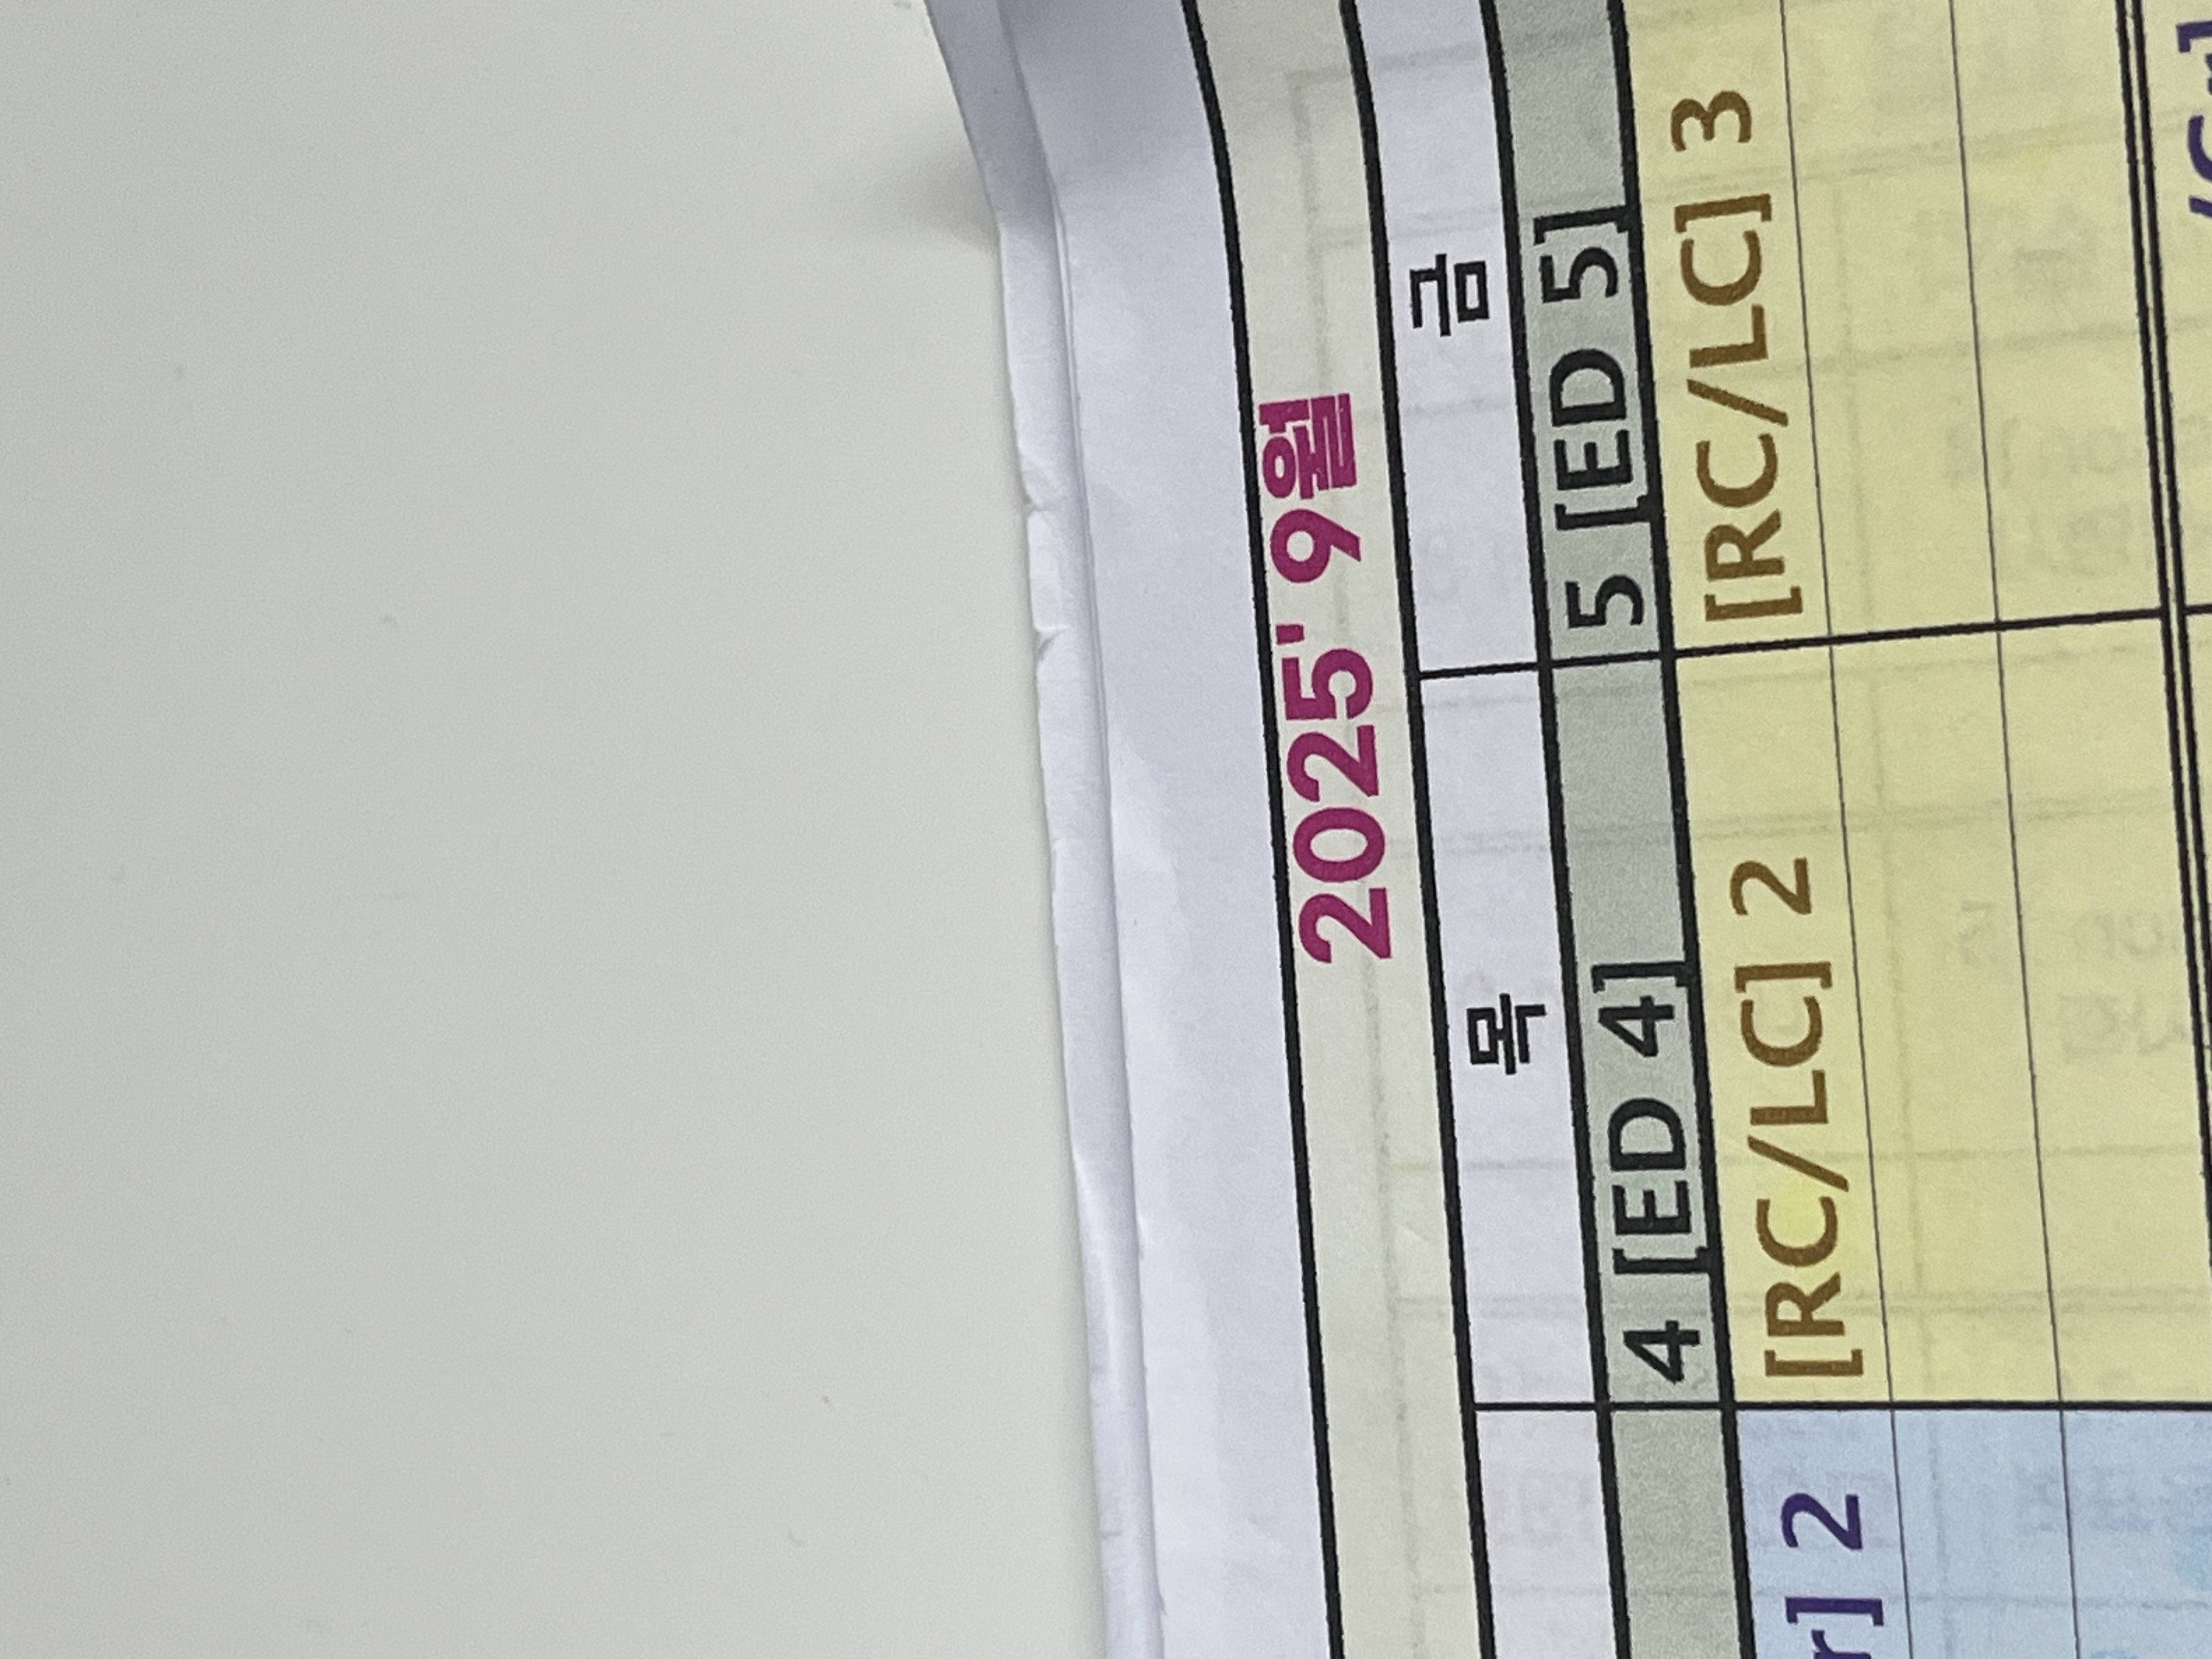 2025' 9월
목 금
4 [ED 4] 5 [ED 5]
r] 2 [RC/LC] 2 [RC/LC] 3